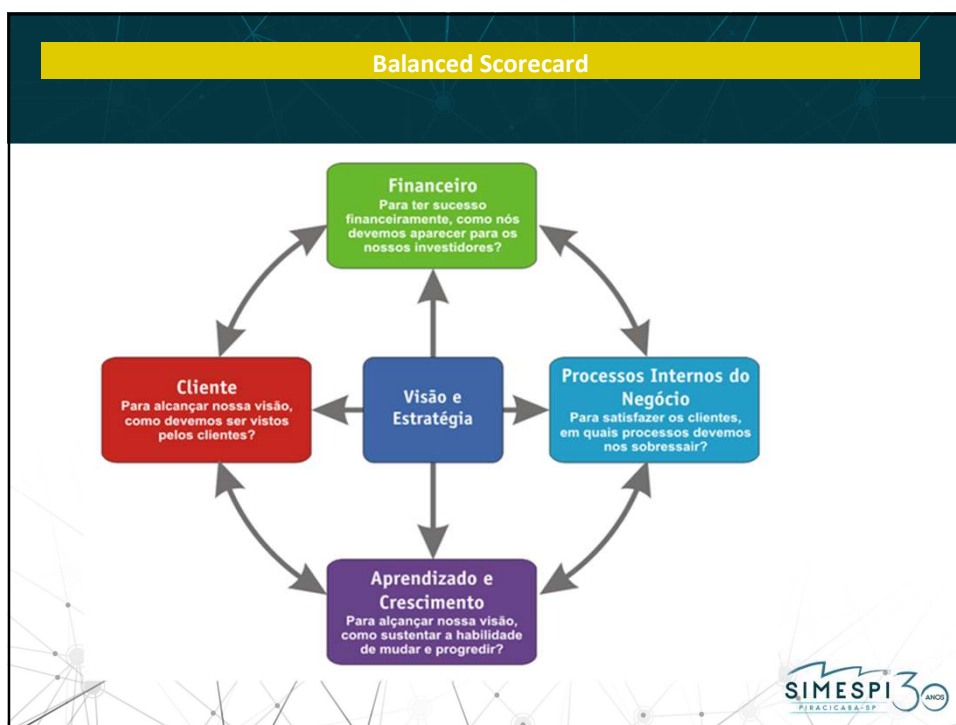 Balanced Scorecard
Financeiro
Para ter sucesso
financeiramente, como nós
devemos aparecer para os
nossos investidores?
Cliente
Para alcançar nossa visão,
como devemos ser vistos
pelos clientes?
Visão e
Estratégia
Processos Internos do
Negócio
Para satisfazer os clientes,
em quais processos devemos
nos sobressair?
Aprendizado e
Crescimento
Para alçançar nossa visão,
como sustentar a habilidade
de mudar e progredir?
SIMESPI 30 ANOS
PIRACICABA-SP